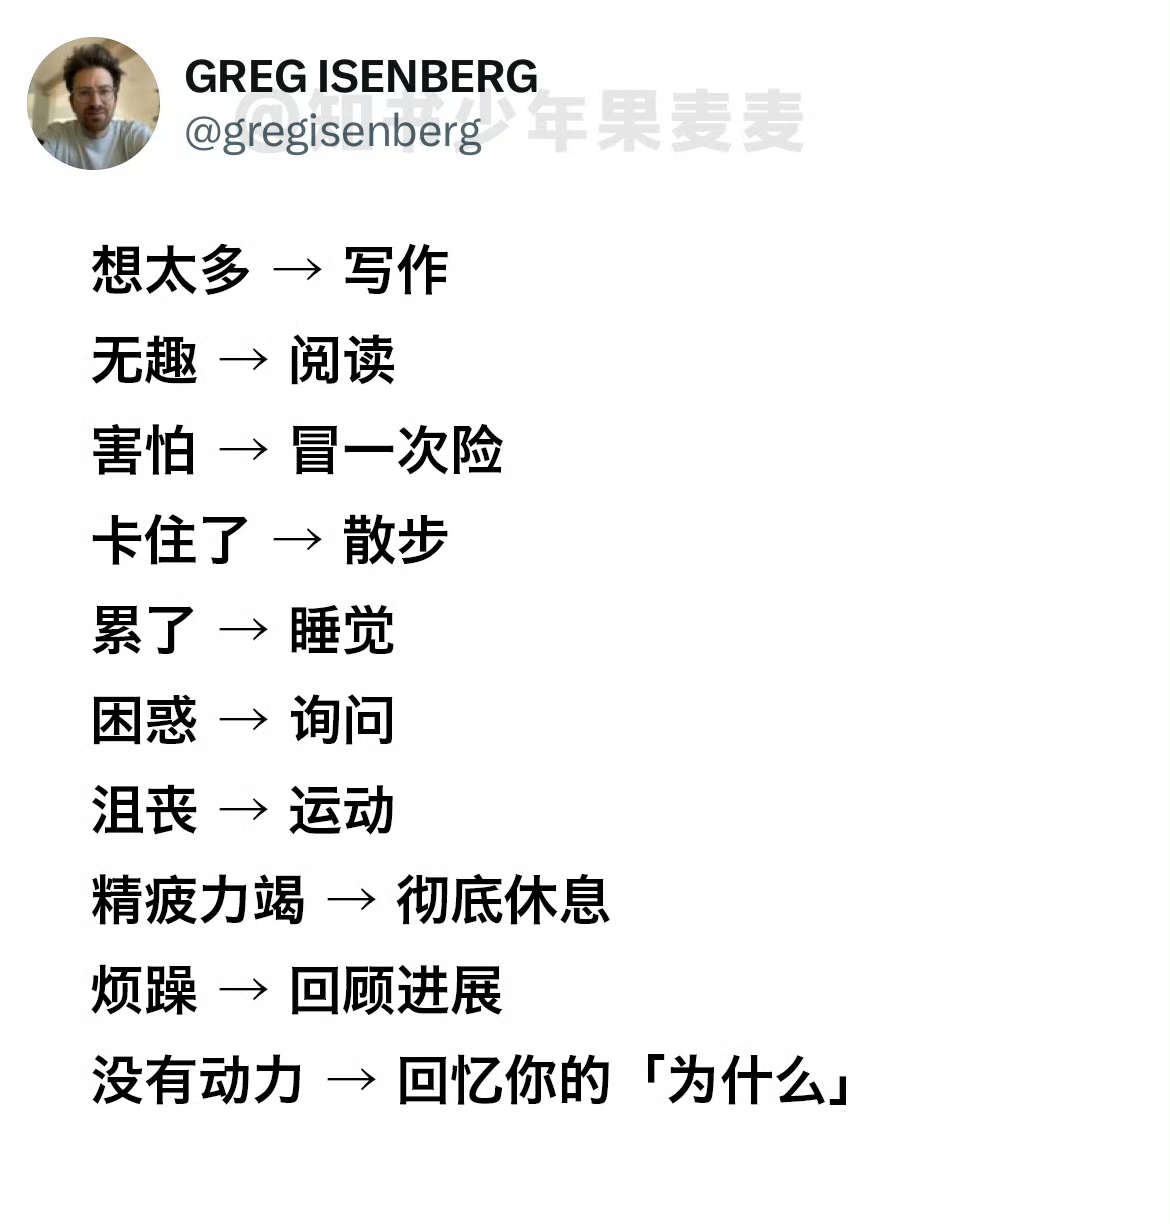 GREG ISENBERG
@gregisenberg
@知书少年果麦麦
想太多 → 写作
无趣 → 阅读
害怕 → 冒一次险
卡住了 → 散步
累了 → 睡觉
困惑 → 询问
沮丧 → 运动
精疲力竭 → 彻底休息
烦躁 → 回顾进展
没有动力 → 回忆你的「为什么」